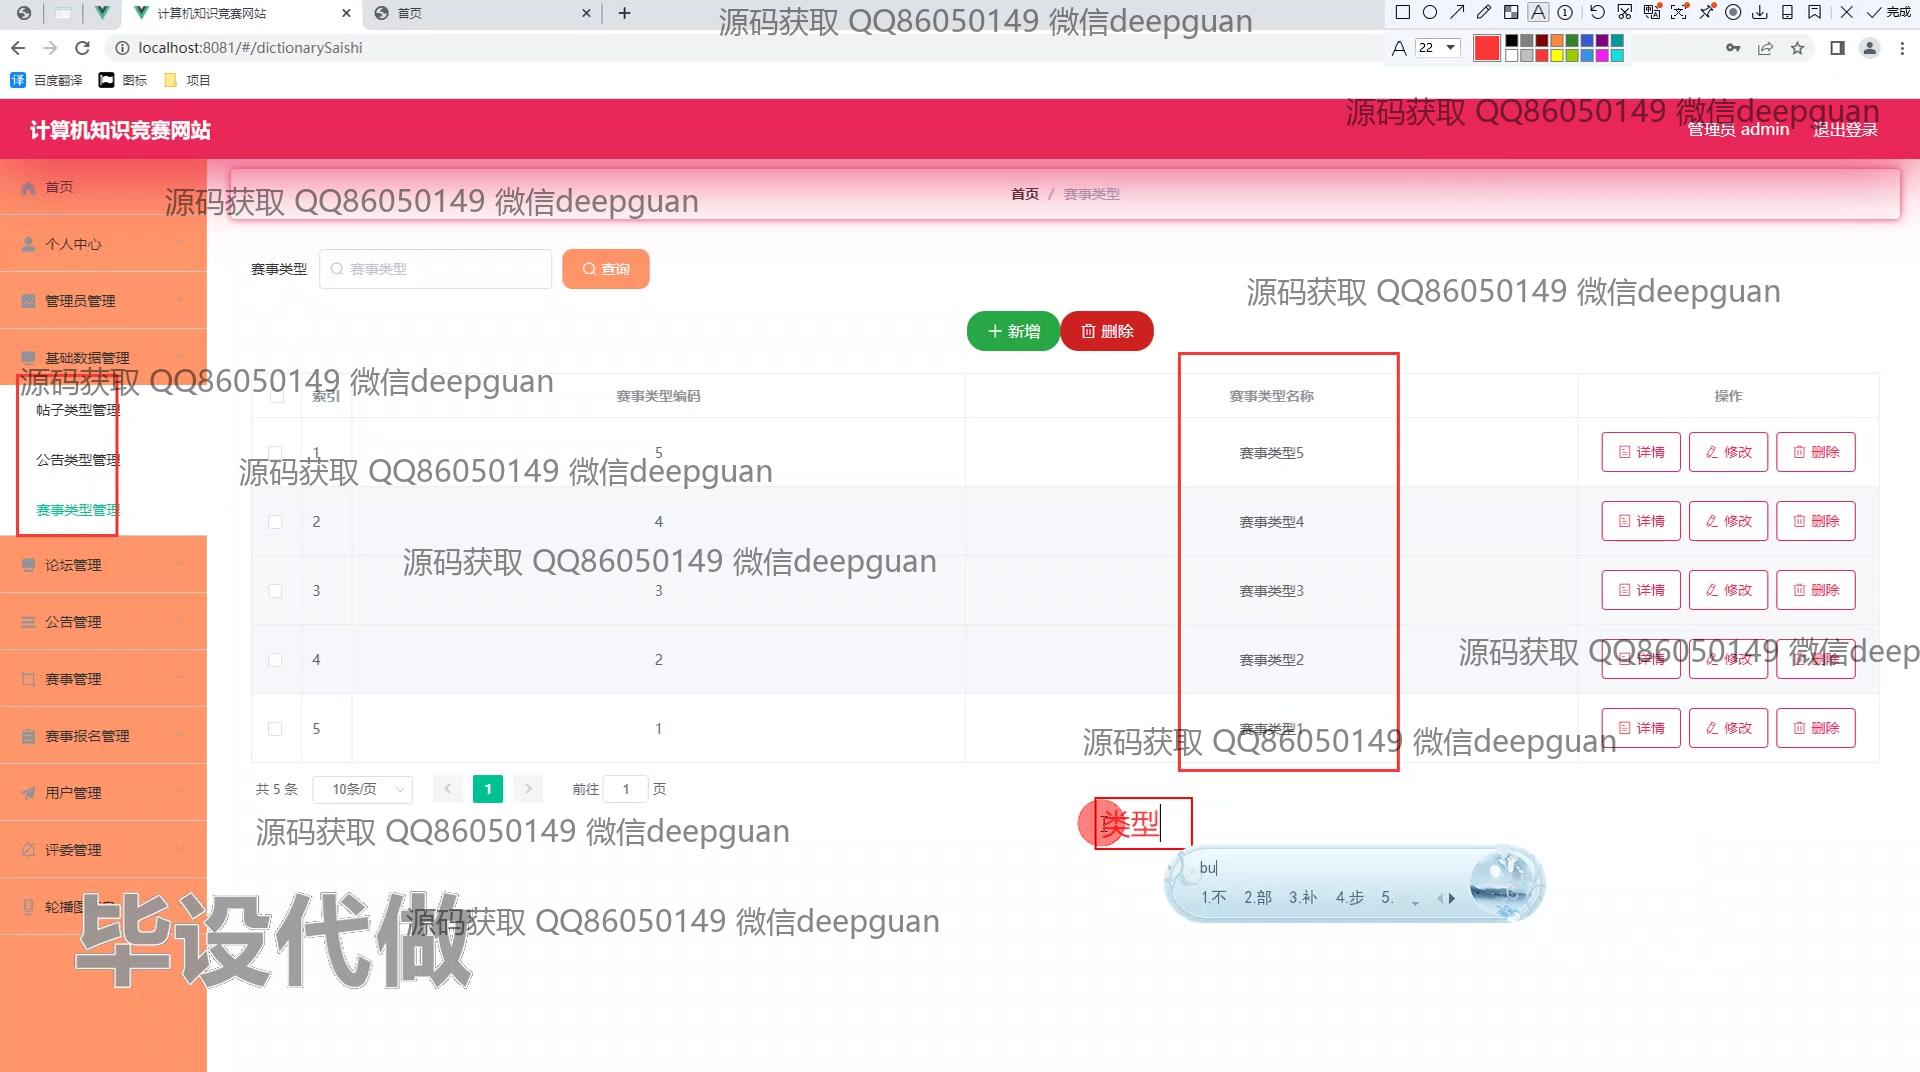 计算机知识竞赛网站
首页
源码获取 QQ86050149 微信deepguan
22
完成
localhost:8081/#/dictionarySaishi
百度翻译
图标
项目
计算机知识竞赛网站
源码获取 QQ86050149 微信deepguan
管理员 admin
退出登录
首页
源码获取 QQ86050149 微信deepguan
首页 / 赛事类型
个人中心
赛事类型
赛事类型
查询
源码获取 QQ86050149 微信deepguan
管理员管理
新增
删除
基础数据管理
源码获取 QQ86050149 微信deepguan
索引
赛事类型编码
赛事类型名称
操作
帖子类型管理
公告类型管理
赛事类型管理
1
5
赛事类型5
详情
修改
删除
源码获取 QQ86050149 微信deepguan
2
4
赛事类型4
详情
修改
删除
论坛管理
源码获取 QQ86050149 微信deepguan
3
3
赛事类型3
详情
修改
删除
公告管理
4
2
赛事类型2
详情
修改
删除
源码获取 QQ86050149 微信deep
赛事管理
5
1
赛事类型1
详情
修改
删除
源码获取 QQ86050149 微信deepguan
赛事报名管理
共 5 条
10条/页
1
前往
1
页
用户管理
源码获取 QQ86050149 微信deepguan
类型
评委管理
bu
1.不 2.部 3.补 4.步 5.
轮播图
源码获取 QQ86050149 微信deepguan
毕设代做